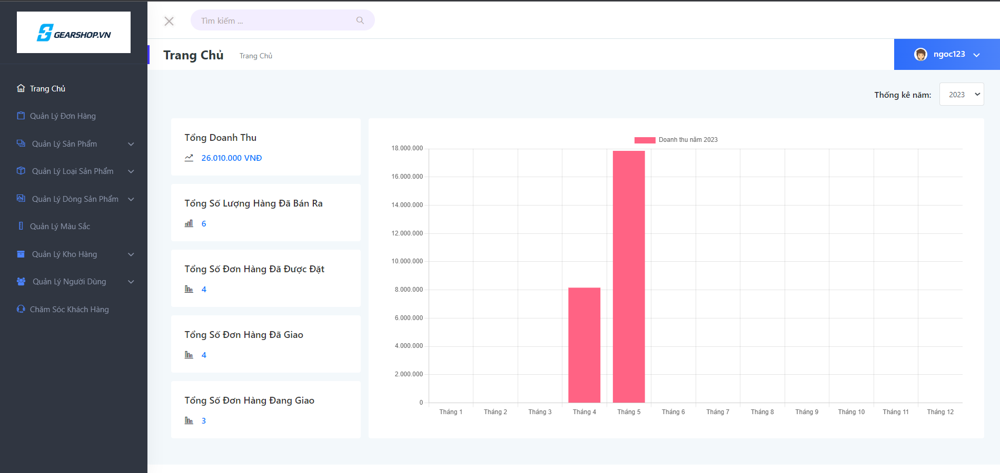 GEARSHOP.VN
Tìm kiếm ...
Trang Chủ
Trang Chủ
ngoc123
Trang Chủ
Quản Lý Đơn Hàng
Quản Lý Sản Phẩm
Quản Lý Loại Sản Phẩm
Quản Lý Dòng Sản Phẩm
Quản Lý Màu Sắc
Quản Lý Kho Hàng
Quản Lý Người Dùng
Chăm Sóc Khách Hàng
Thống kê năm: 2023
Tổng Doanh Thu
26.010.000 VNĐ
Tổng Số Lượng Hàng Đã Bán Ra
6
Tổng Số Đơn Hàng Đã Được Đặt
4
Tổng Số Đơn Hàng Đã Giao
4
Tổng Số Đơn Hàng Đang Giao
3
Doanh thu năm 2023
18.000.000
16.000.000
14.000.000
12.000.000
10.000.000
8.000.000
6.000.000
4.000.000
2.000.000
0
Tháng 1 Tháng 2 Tháng 3 Tháng 4 Tháng 5 Tháng 6 Tháng 7 Tháng 8 Tháng 9 Tháng 10 Tháng 11 Tháng 12